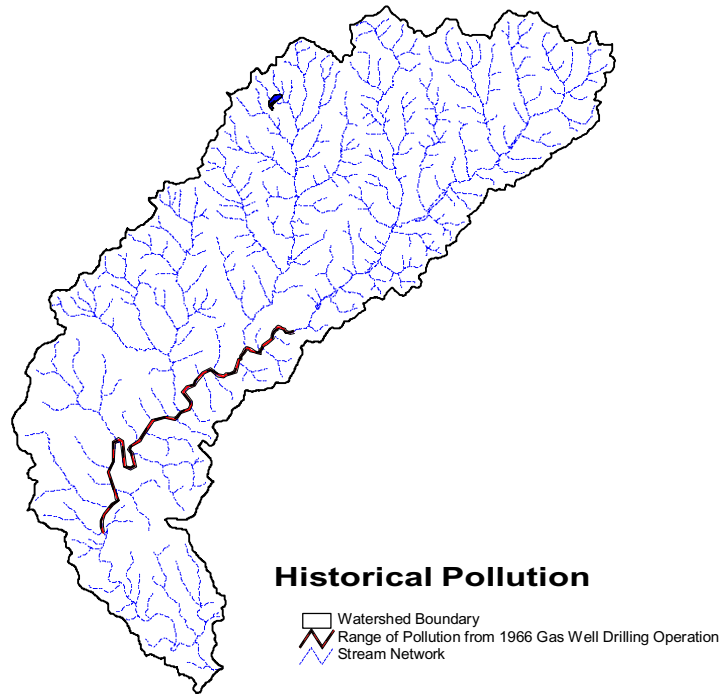 Historical Pollution
Watershed Boundary
Range of Pollution from 1966 Gas Well Drilling Operation
Stream Network